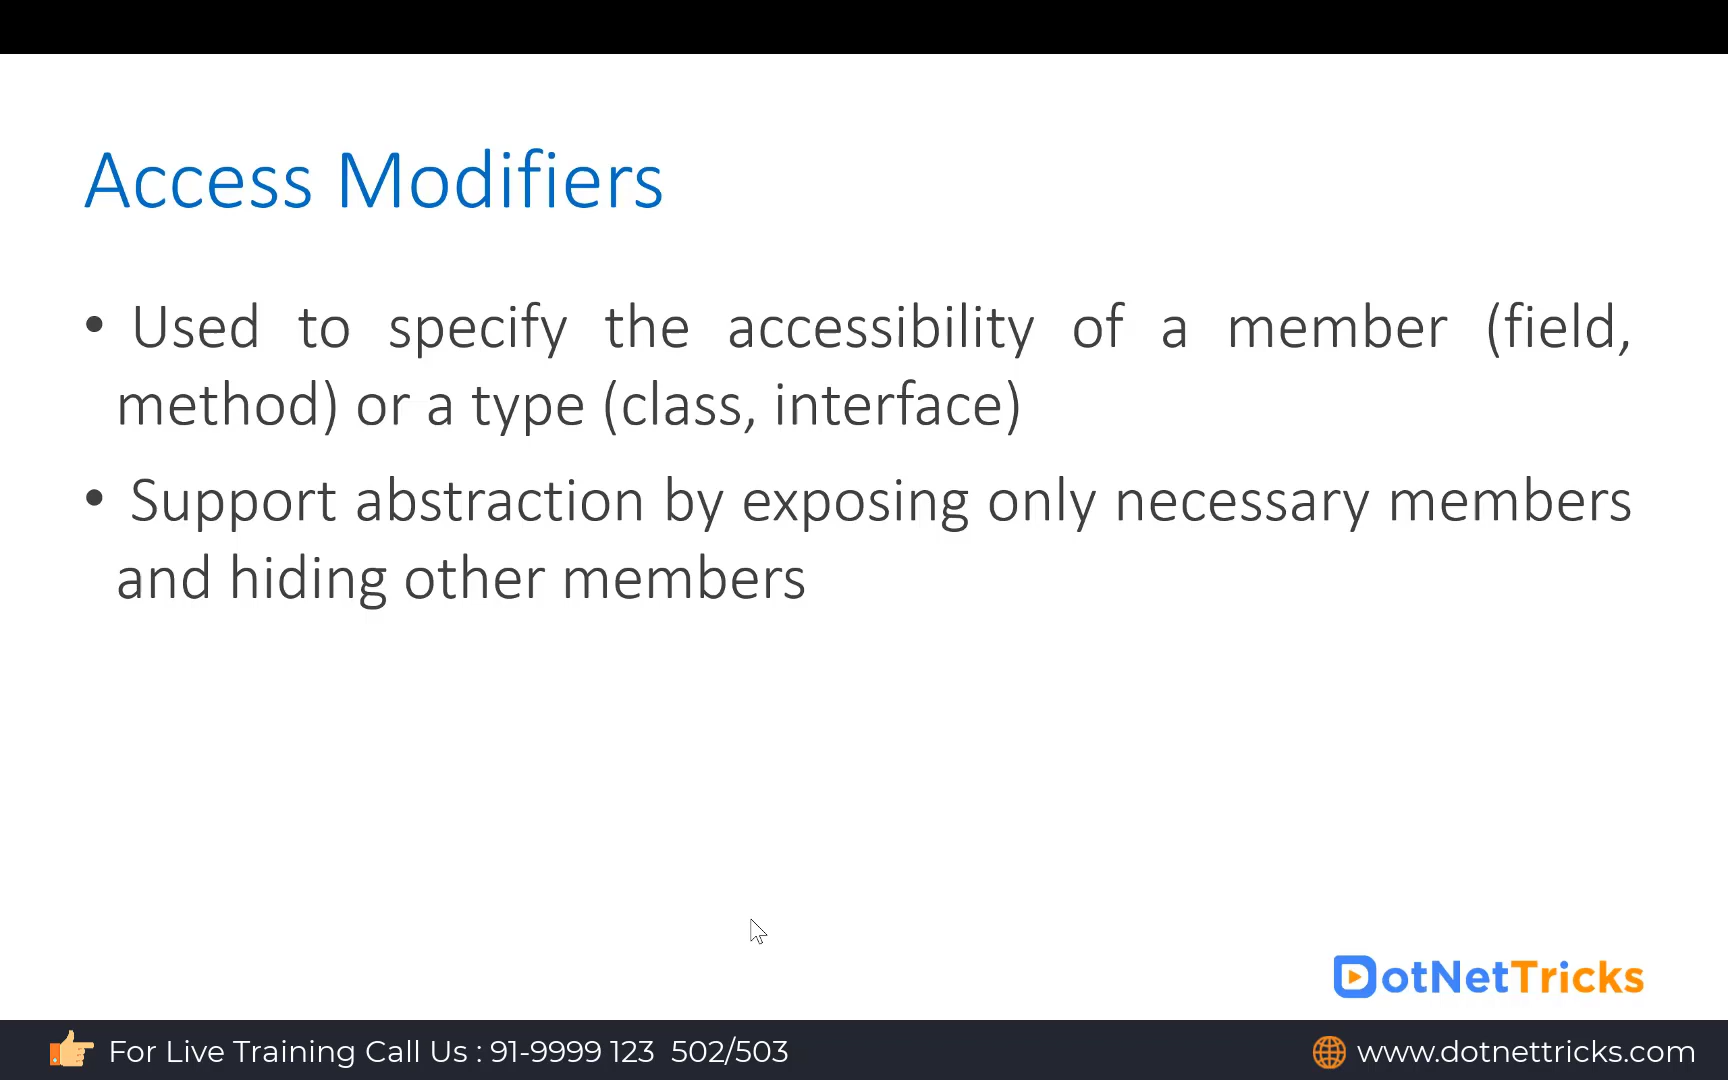 Access Modifiers
• Used to specify the accessibility of a member (field,
method) or a type (class, interface)
• Support abstraction by exposing only necessary members
and hiding other members
DotNetTricks
For Live Training Call Us : 91-9999 123 502/503
www.dotnettricks.com